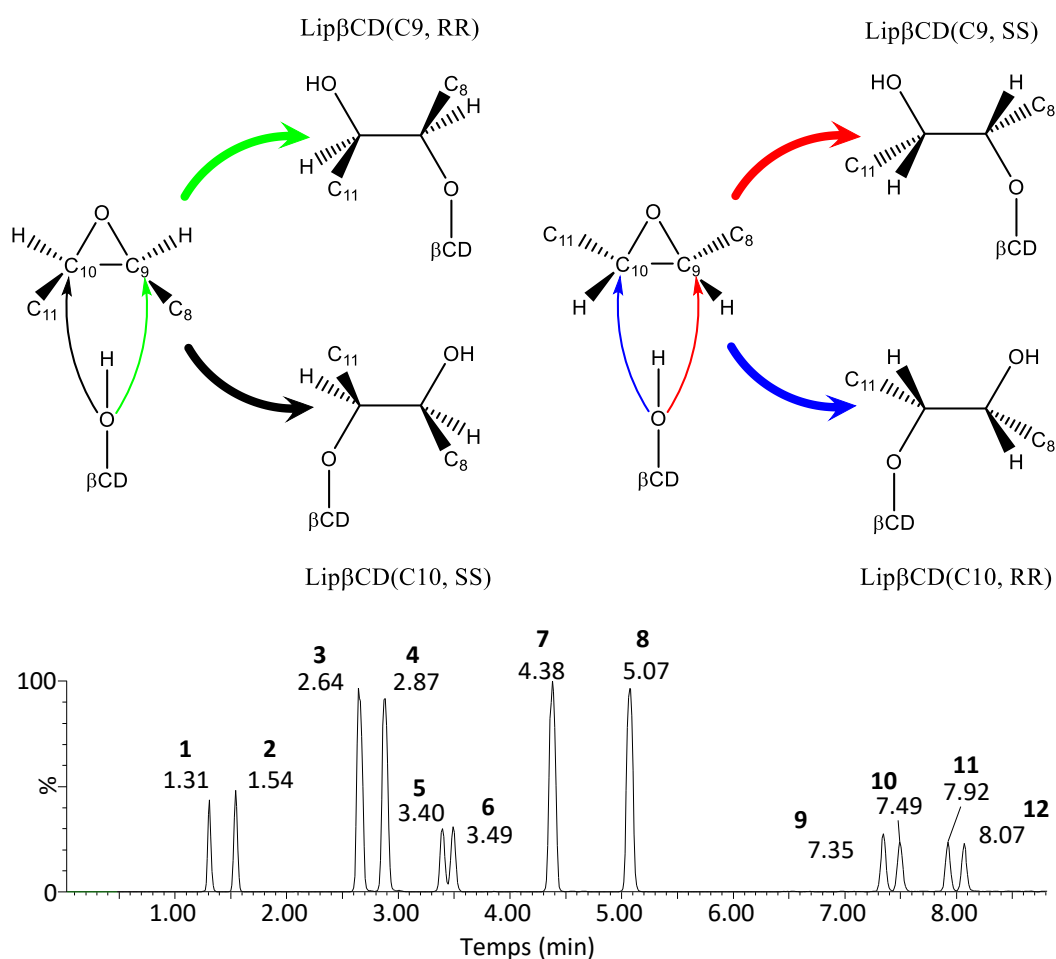 LipβCD(C9, RR)
LipβCD(C9, SS)
HO C8 H
H C11 O
βCD
HO H C8
C11 H O
βCD
O
H H
C10 C9
C11 C8
H
O
βCD
O
C11 C8
C10 C9
H H
H
O
βCD
C11 OH
H H
O C8
βCD
H OH
C11 C8
O H
βCD
LipβCD(C10, SS)
LipβCD(C10, RR)
3 4 7 8
2.64 2.87 4.38 5.07
100
1 2
1.31 1.54
5 6
3.40 3.49
9 10 11 12
7.35 7.49 7.92 8.07
%
0
1.00 2.00 3.00 4.00 5.00 6.00 7.00 8.00
Temps (min)